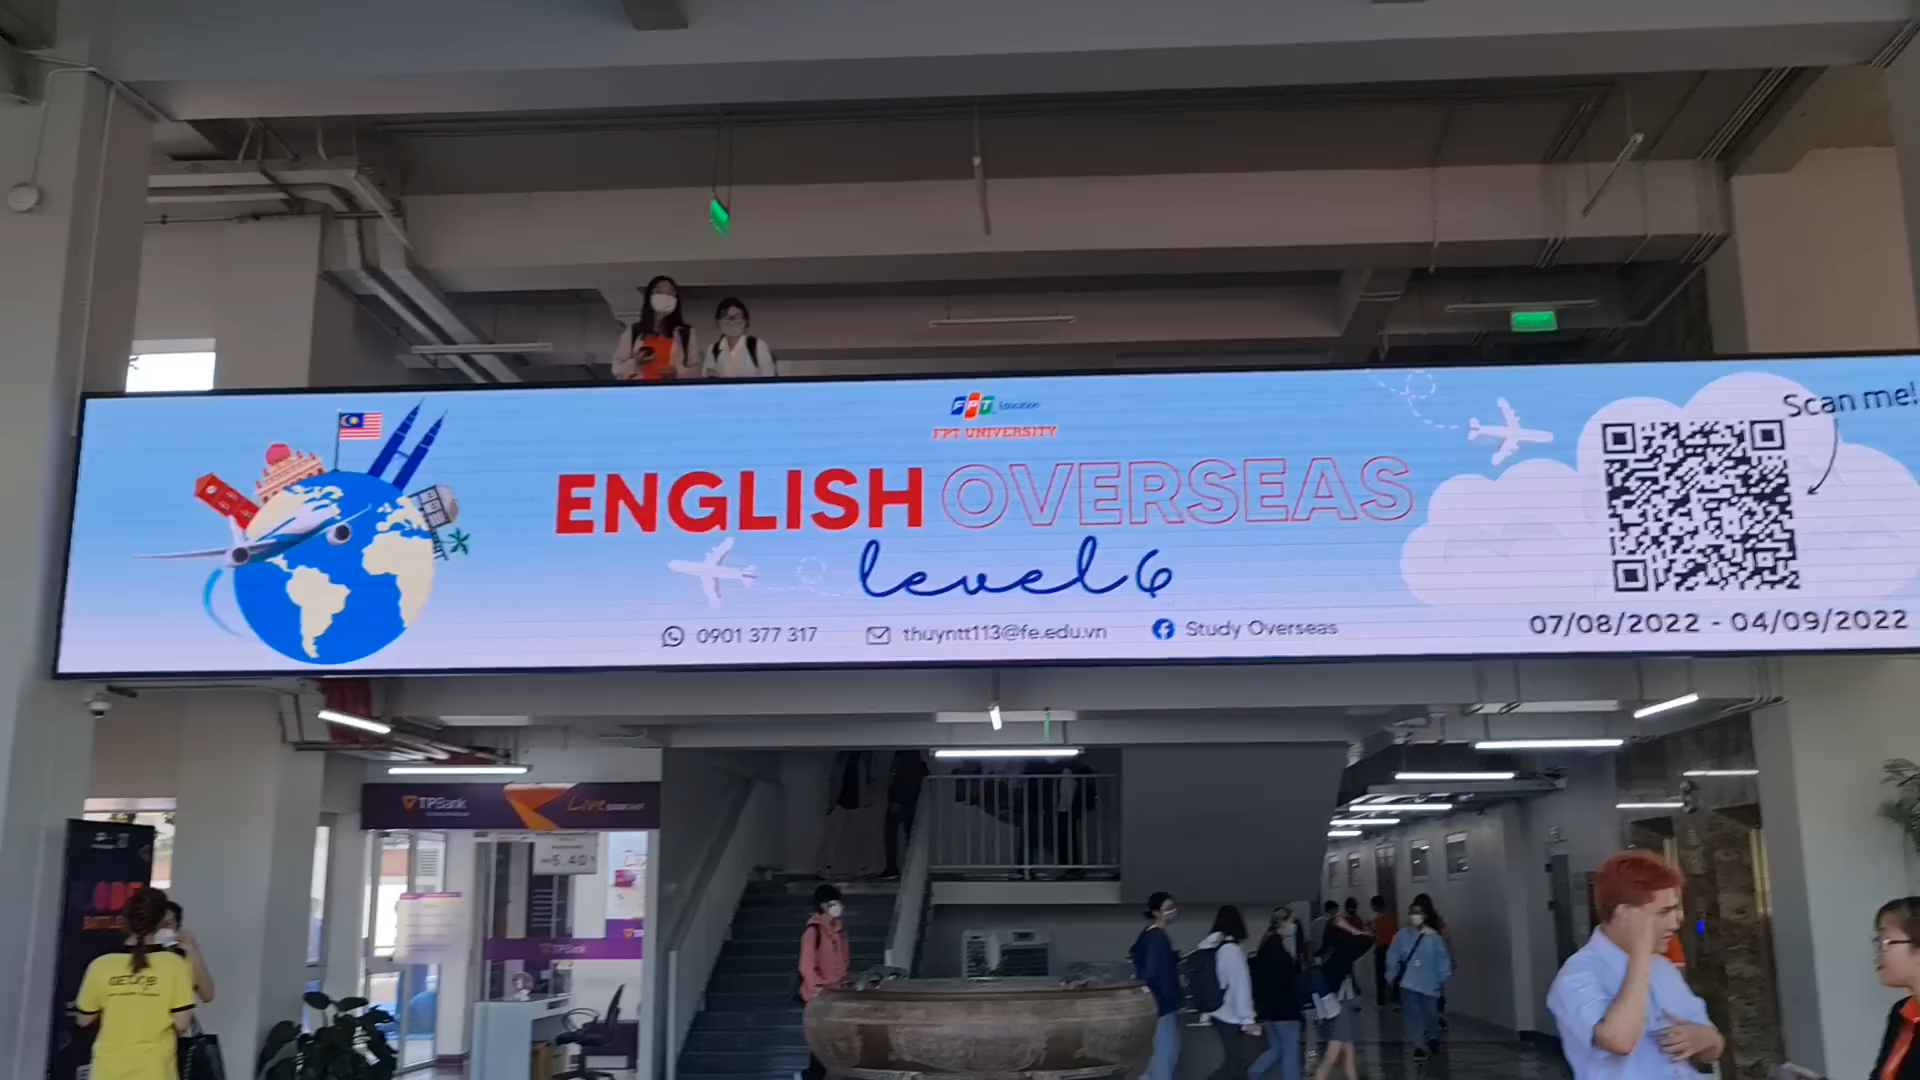 FPT Education
FPT UNIVERSITY
Scan me!
ENGLISH OVERSEAS
level 6
0901 377 317
thuyntt113@fe.edu.vn
Study Overseas
07/08/2022 - 04/09/2022
TPBank
TPBank